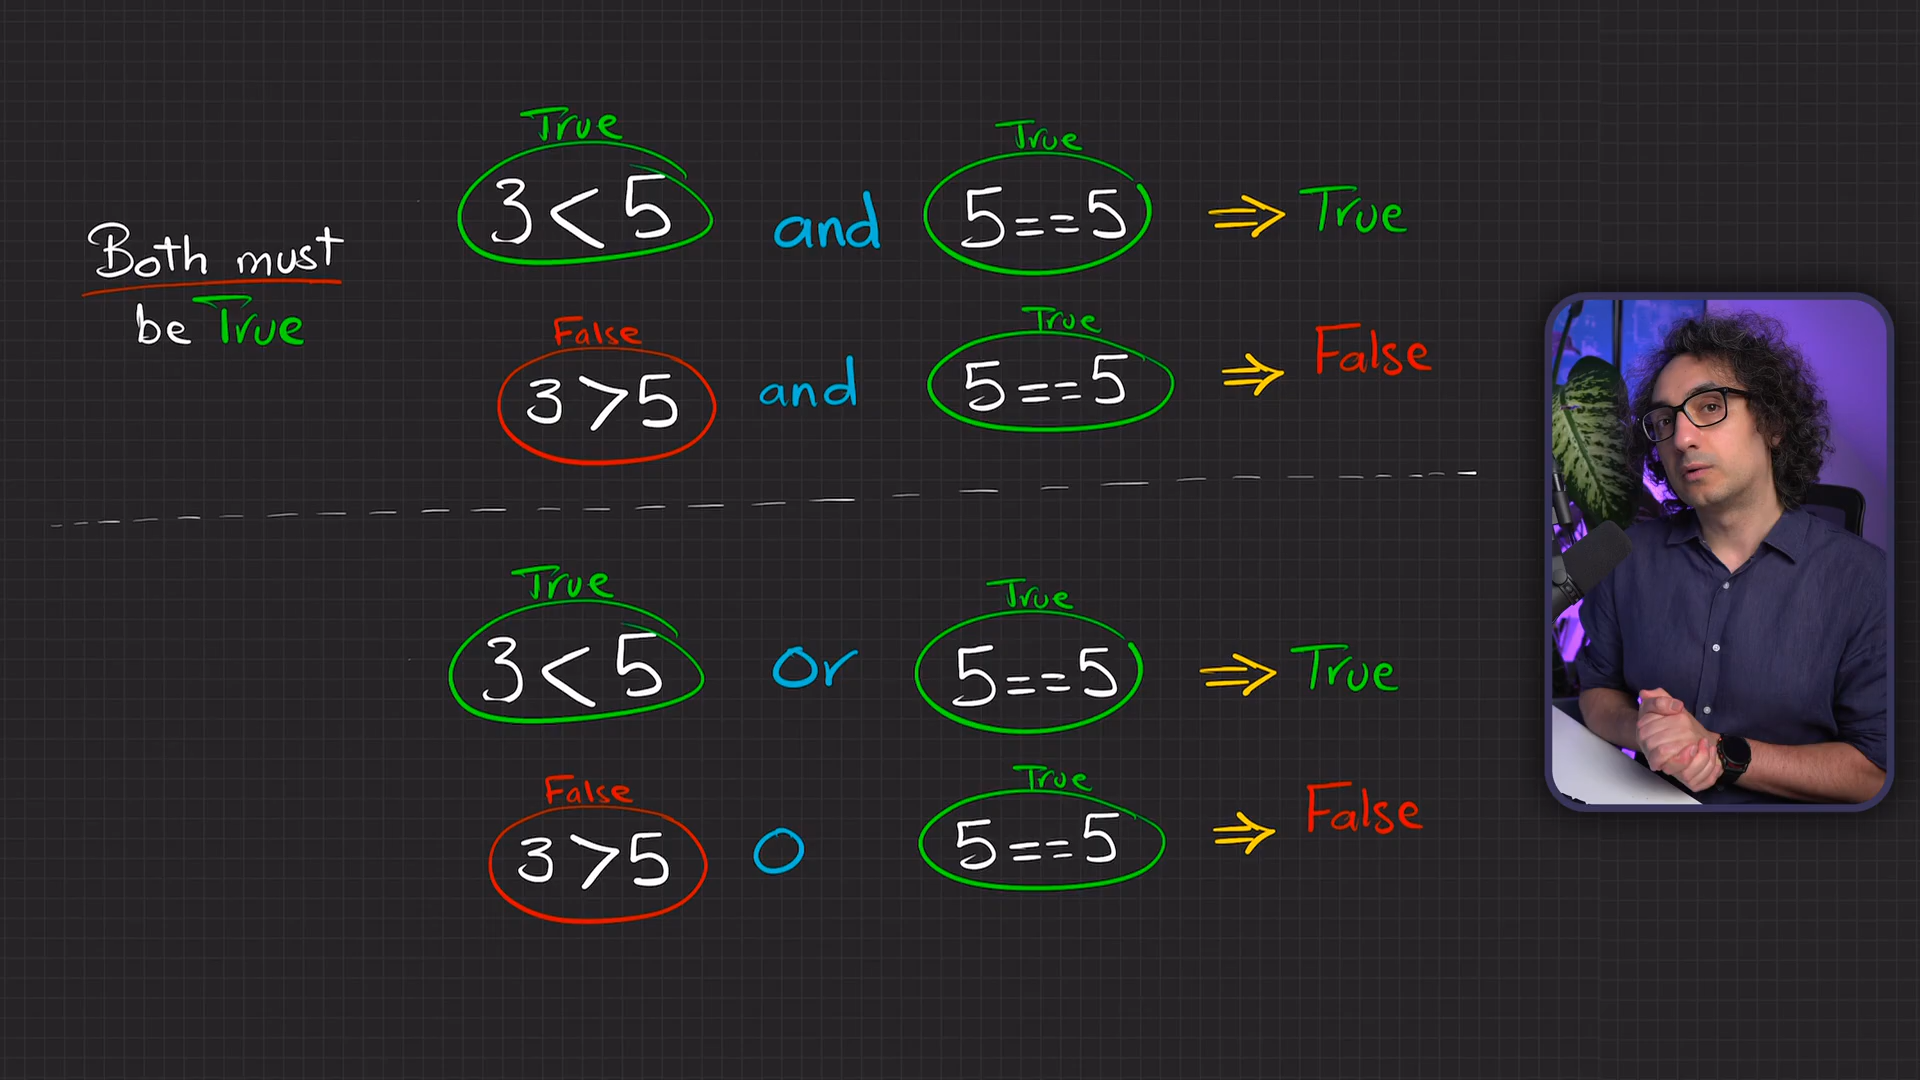 True
True
3 < 5 and 5 == 5 ⇒ True
Both must
be True
False
True
3 > 5 and 5 == 5 ⇒ False
True
True
3 < 5 Or 5 == 5 ⇒ True
False
True
3 > 5 O 5 == 5 ⇒ False